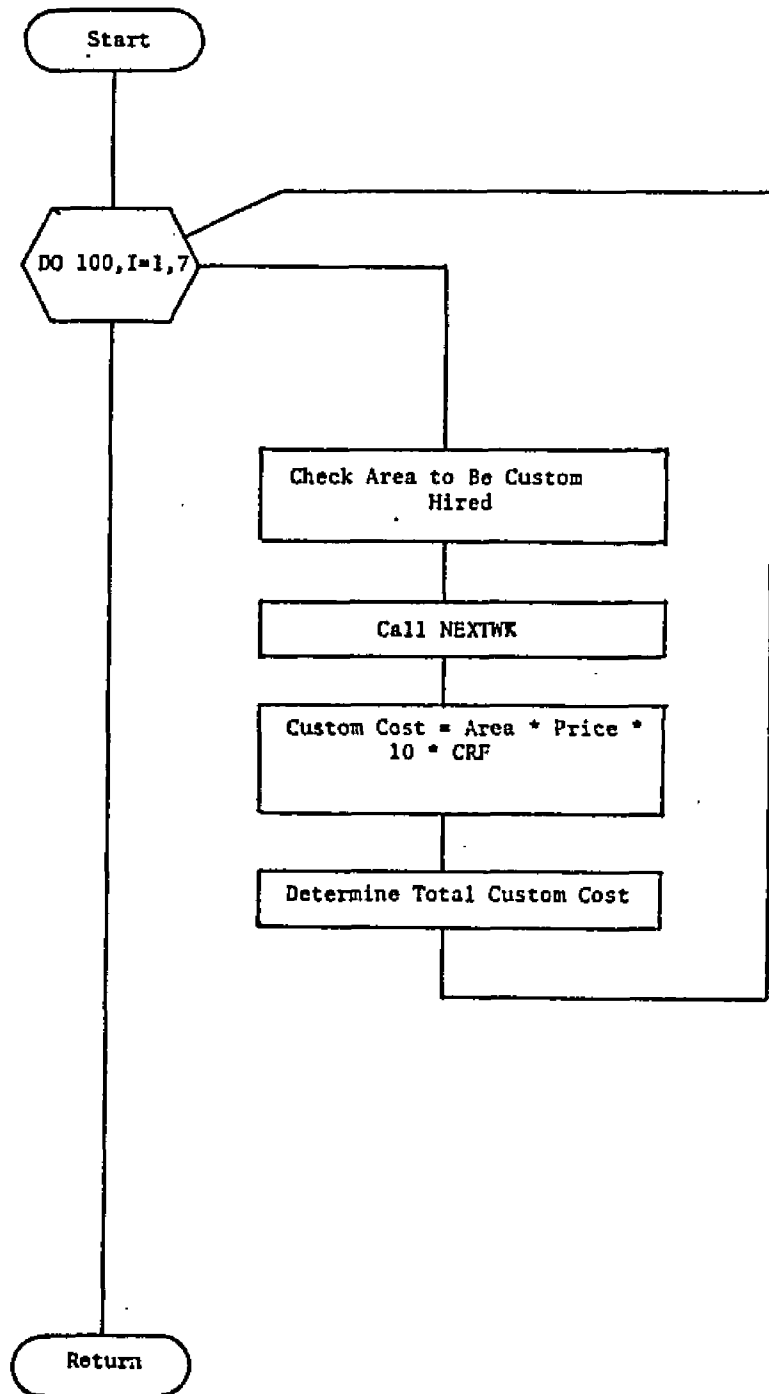 Start
DO 100,I=1,7
Check Area to Be Custom
Hired
Call NEXTWK
Custom Cost = Area * Price *
10 * CRF
Determine Total Custom Cost
Return